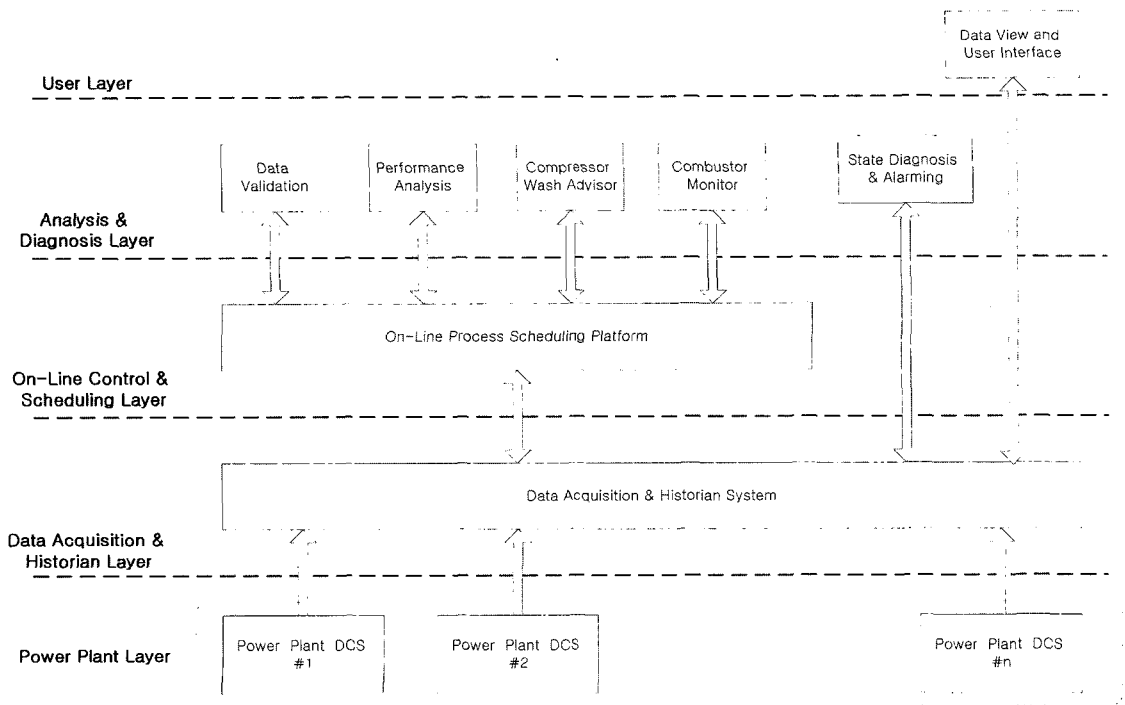 Data View and
User Interface
User Layer
Data
Validation
Performance
Analysis
Compressor
Wash Advisor
Combustor
Monitor
State Diagnosis
& Alarming
Analysis &
Diagnosis Layer
On-Line Process Scheduling Platform
On-Line Control &
Scheduling Layer
Data Acquisition & Historian System
Data Acquisition &
Historian Layer
Power Plant Layer
Power Plant DCS
#1
Power Plant DCS
#2
Power Plant DCS
#n